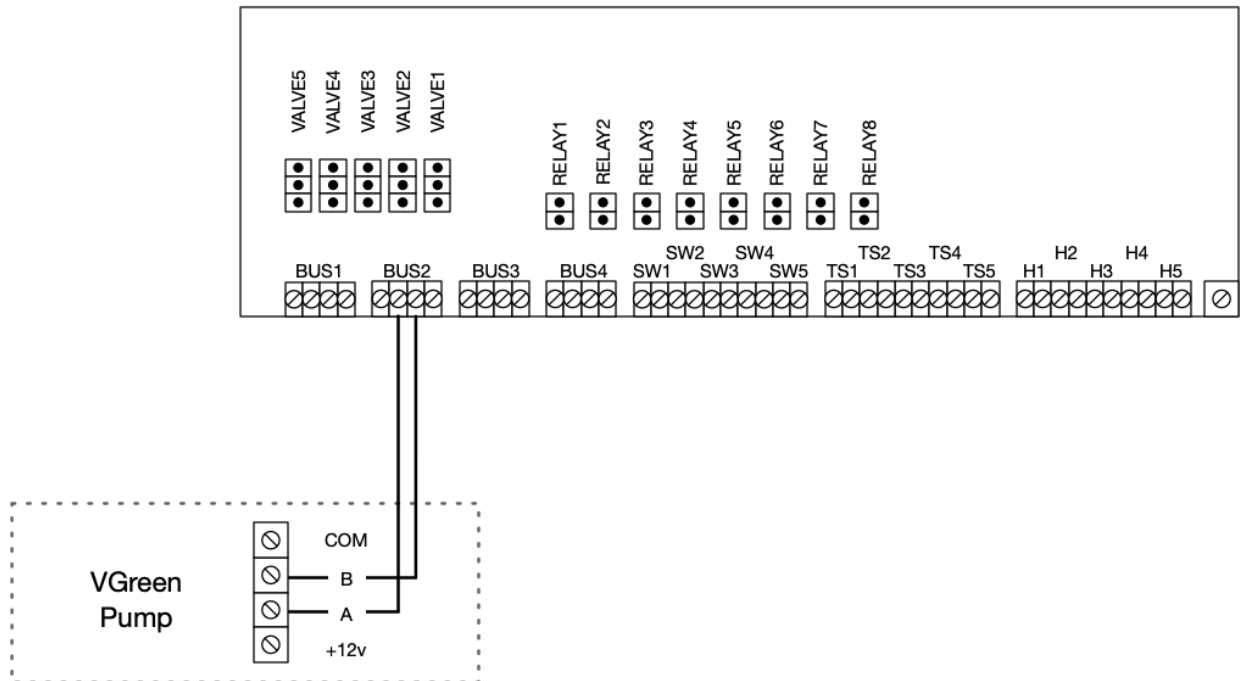 VALVE5 VALVE4 VALVE3 VALVE2 VALVE1
RELAY1 RELAY2 RELAY3 RELAY4 RELAY5 RELAY6 RELAY7 RELAY8
SW2 SW4 TS2 TS4 H2 H4
BUS1 BUS2 BUS3 BUS4 SW1 SW3 SW5 TS1 TS3 TS5 H1 H3 H5
COM
VGreen
Pump
B
A
+12v